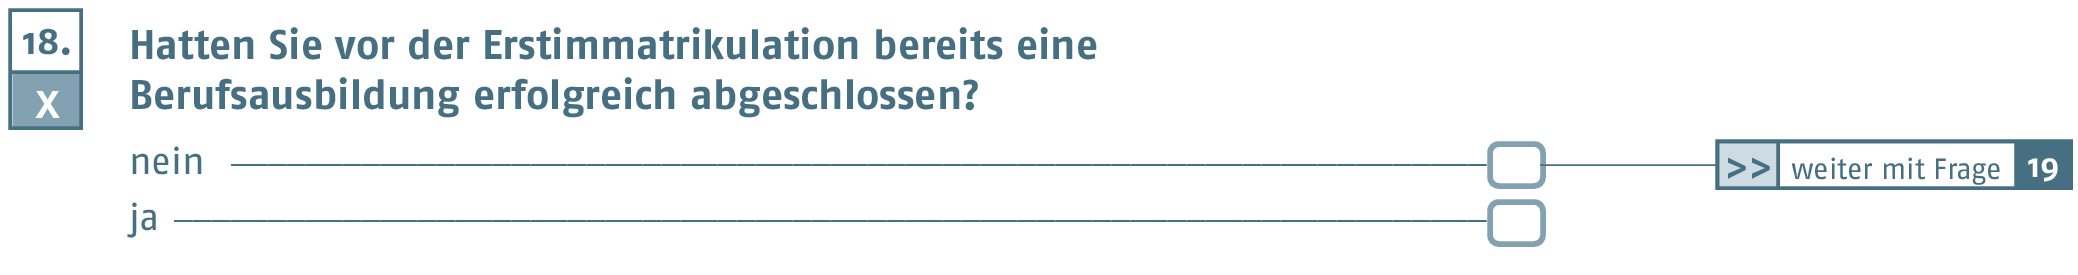 18. Hatten Sie vor der Erstimmatrikulation bereits eine
X Berufsausbildung erfolgreich abgeschlossen?
nein >> weiter mit Frage 19
ja